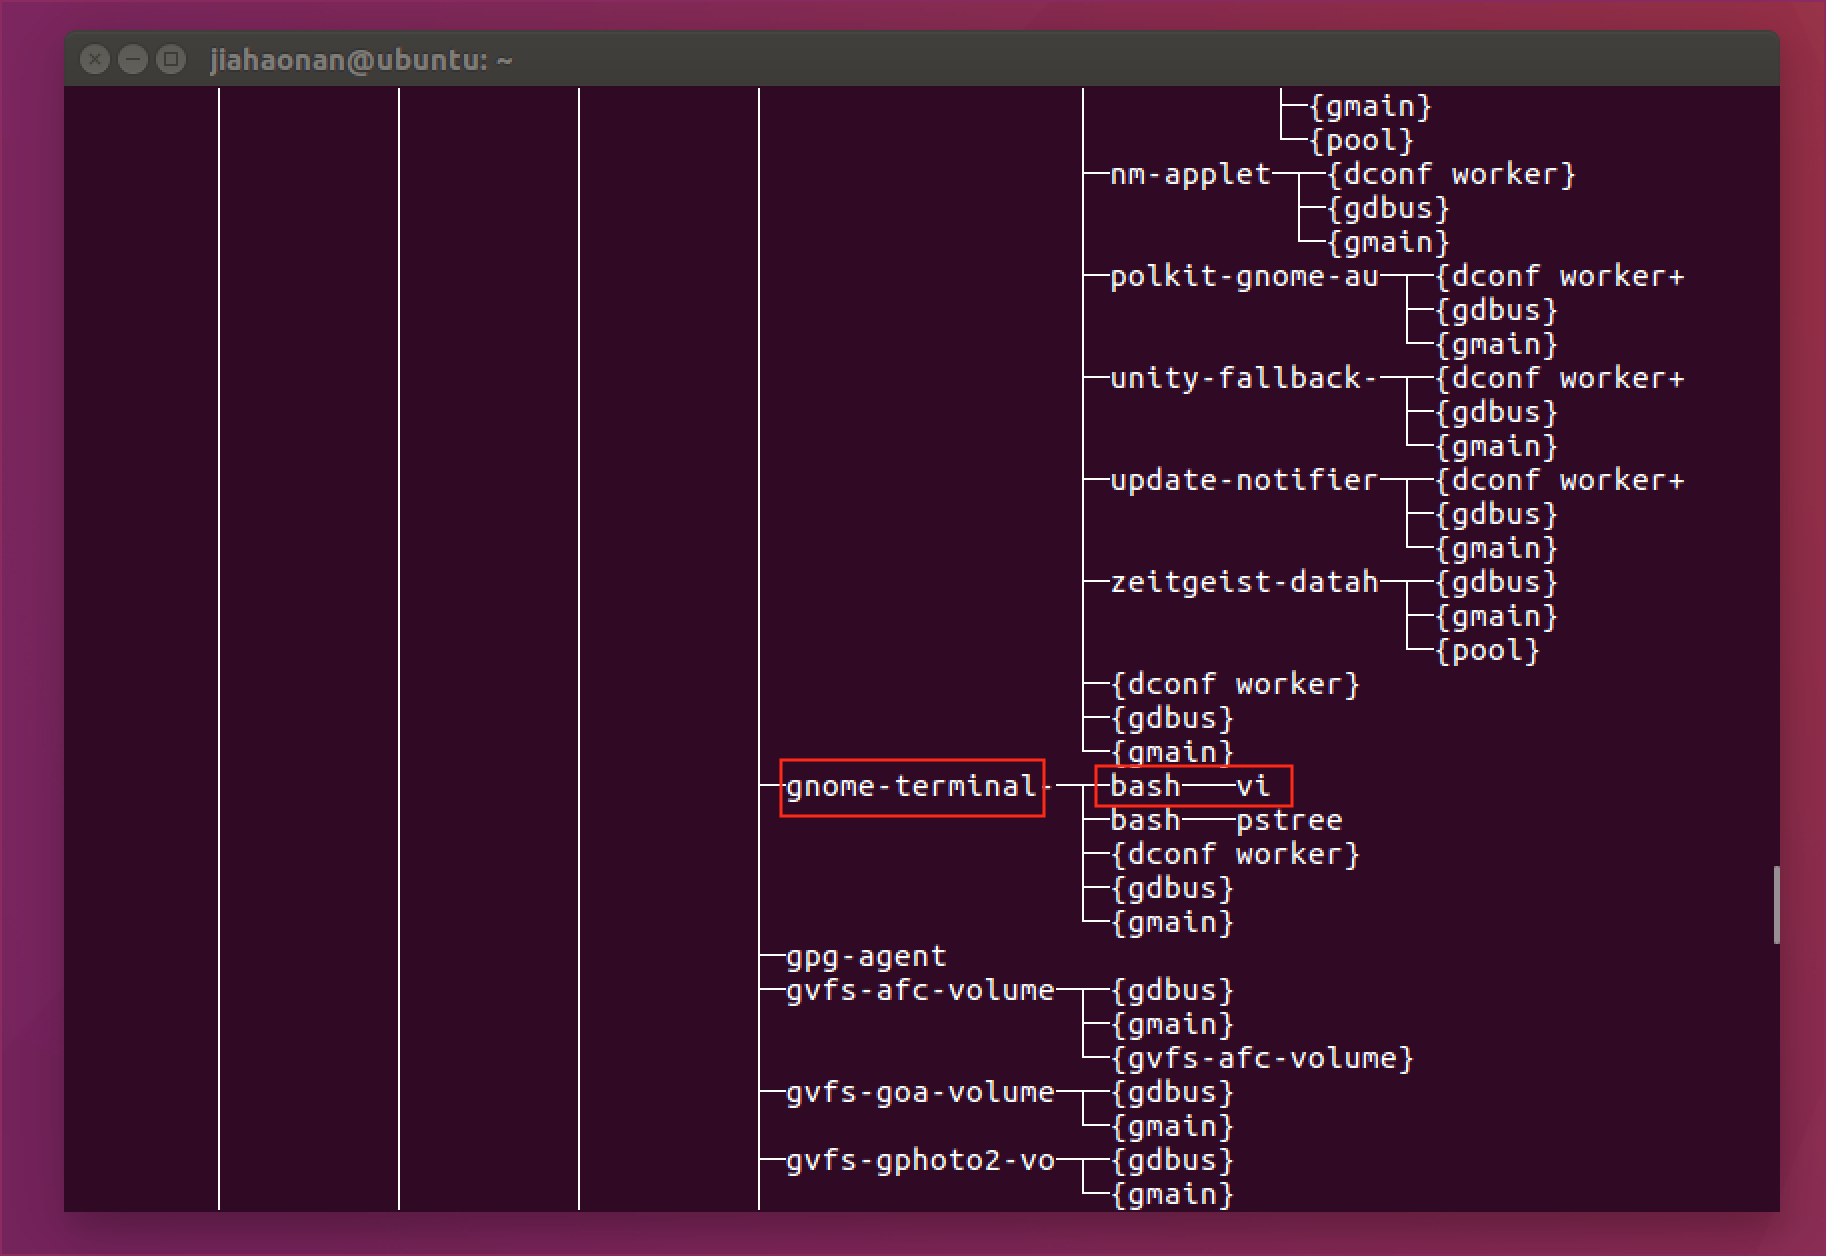 jiahaonan@ubuntu: ~
{gmain}
{pool}
nm-applet {dconf worker}
{gdbus}
{gmain}
polkit-gnome-au {dconf worker+
{gdbus}
{gmain}
unity-fallback- {dconf worker+
{gdbus}
{gmain}
update-notifier {dconf worker+
{gdbus}
{gmain}
zeitgeist-datah {gdbus}
{gmain}
{pool}
{dconf worker}
{gdbus}
{gmain}
gnome-terminal- bash vi
bash pstree
{dconf worker}
{gdbus}
{gmain}
gpg-agent
gvfs-afc-volume {gdbus}
{gmain}
{gvfs-afc-volume}
gvfs-goa-volume {gdbus}
{gmain}
gvfs-gphoto2-vo {gdbus}
{gmain}